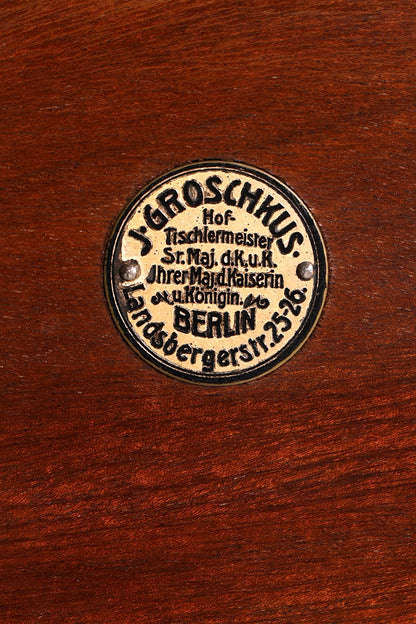 J. GROSCHKUS.
Hof-
Tischlermeister
Sr. Maj. d. K. u. K.
Ihrer Maj. d. Kaiserin
u. Königin.
BERLIN
Landsbergerstr. 25-26.